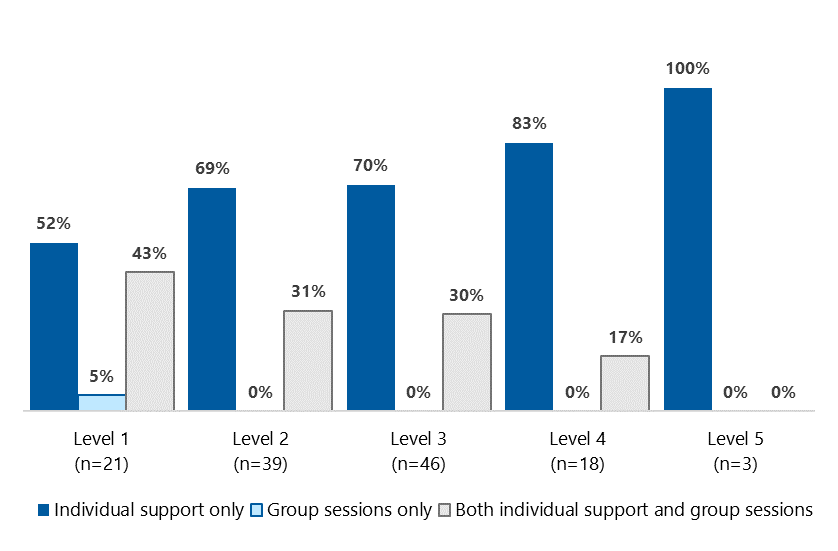 100%
83%
69%
70%
52%
43%
31%
30%
17%
5%
0%
0%
0%
0%
0%
Level 1
(n=21)
Level 2
(n=39)
Level 3
(n=46)
Level 4
(n=18)
Level 5
(n=3)
Individual support only
Group sessions only
Both individual support and group sessions